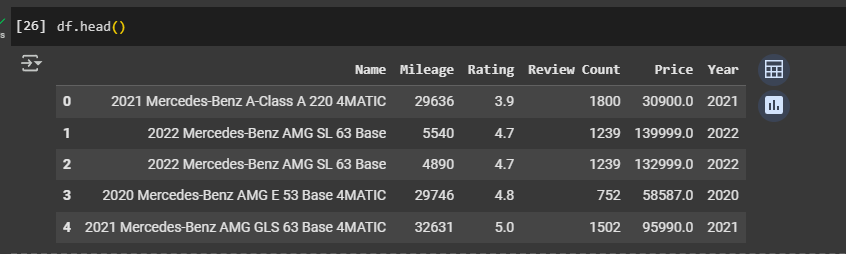 [26] df.head()
s
Name Mileage Rating Review Count Price Year
0 2021 Mercedes-Benz A-Class A 220 4MATIC 29636 3.9 1800 30900.0 2021
1 2022 Mercedes-Benz AMG SL 63 Base 5540 4.7 1239 139999.0 2022
2 2022 Mercedes-Benz AMG SL 63 Base 4890 4.7 1239 132999.0 2022
3 2020 Mercedes-Benz AMG E 53 Base 4MATIC 29746 4.8 752 58587.0 2020
4 2021 Mercedes-Benz AMG GLS 63 Base 4MATIC 32631 5.0 1502 95990.0 2021